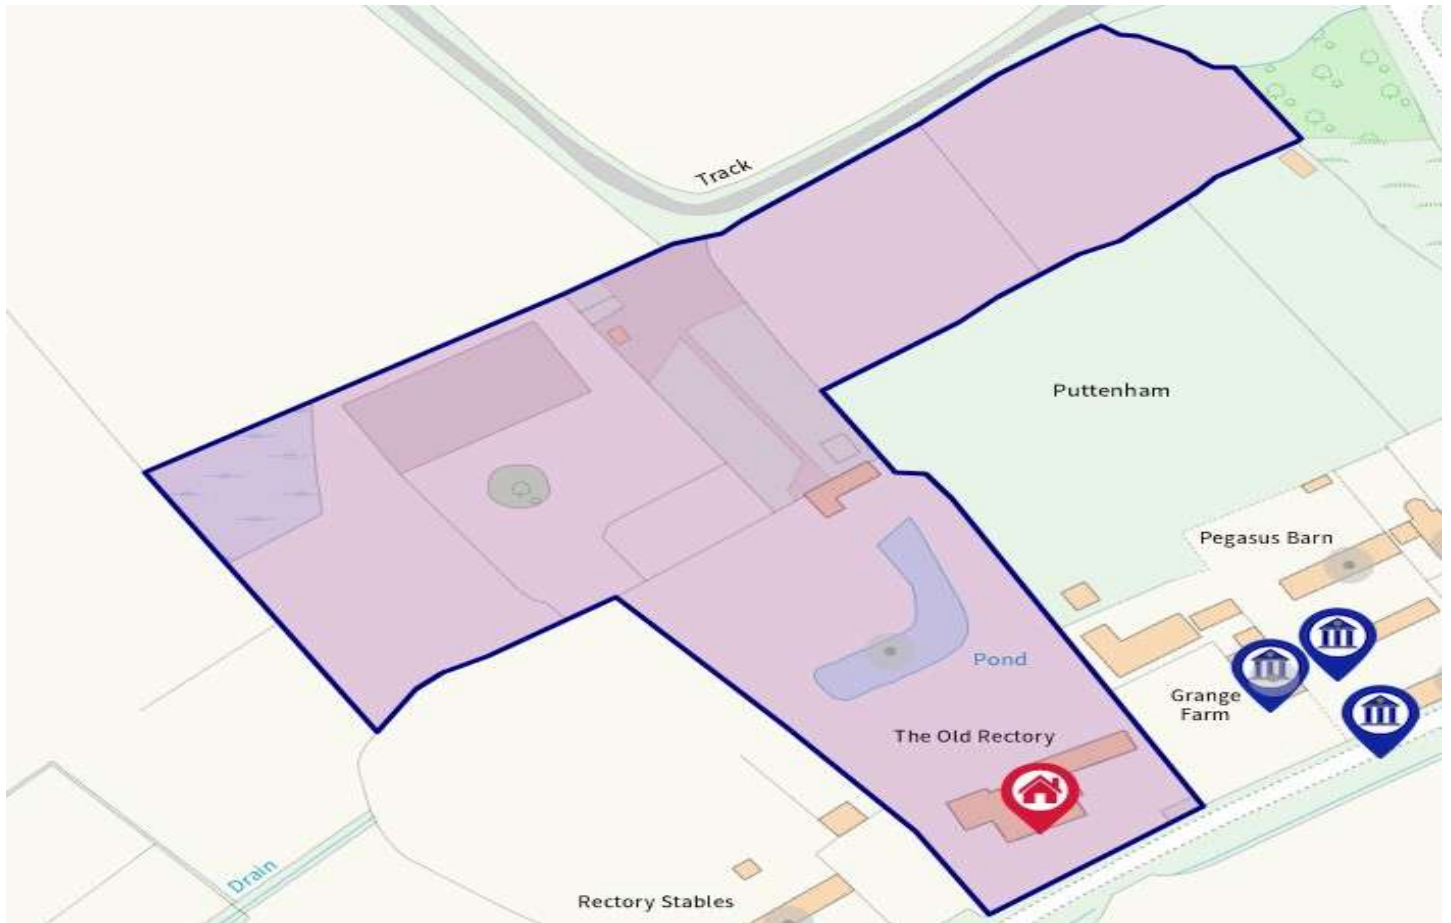 Track
Puttenham
Pegasus Barn
Pond
Grange
Farm
The Old Rectory
Drain
Rectory Stables